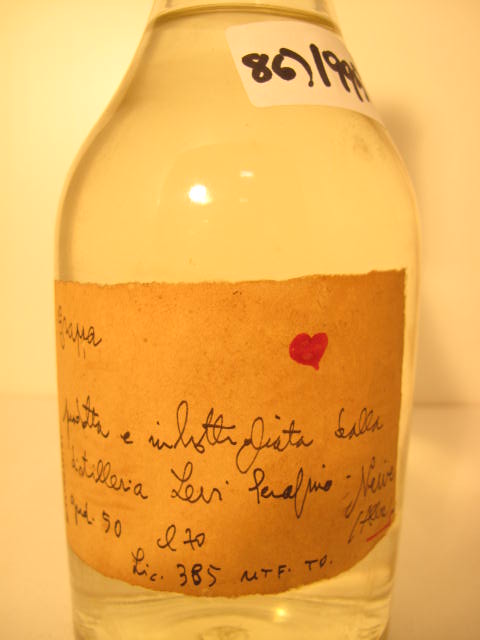 86) 199
Grappa
prodotta e imbottigliata dalla
distilleria Levi Serafino - Neive
grad. 50 cl 70 (Alba)
Lic. 385 UTF. TO.